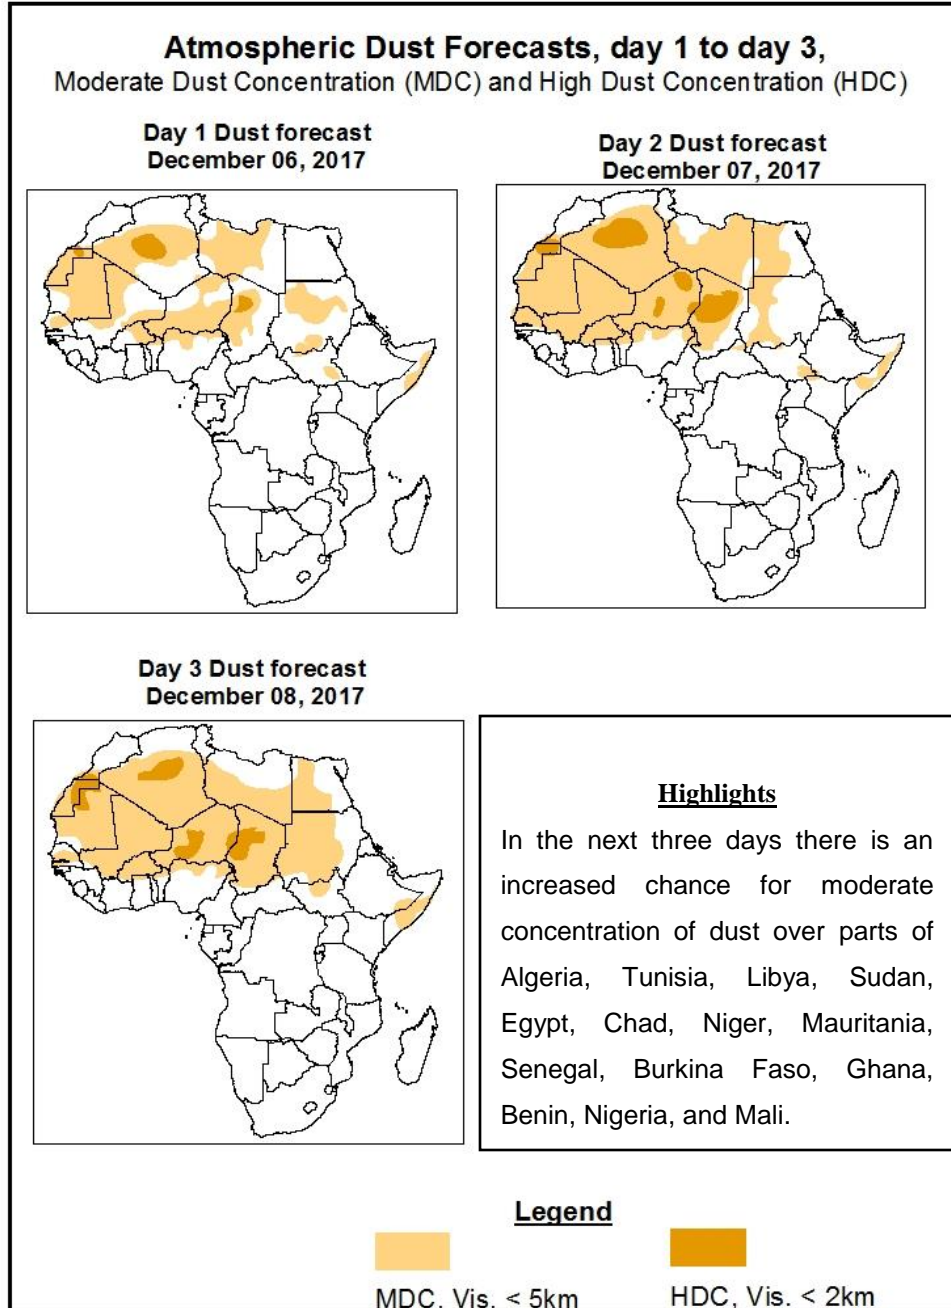 Atmospheric Dust Forecasts, day 1 to day 3,
Moderate Dust Concentration (MDC) and High Dust Concentration (HDC)
Day 1 Dust forecast
December 06, 2017
Day 2 Dust forecast
December 07, 2017
Day 3 Dust forecast
December 08, 2017
Highlights
In the next three days there is an
increased chance for moderate
concentration of dust over parts of
Algeria, Tunisia, Libya, Sudan,
Egypt, Chad, Niger, Mauritania,
Senegal, Burkina Faso, Ghana,
Benin, Nigeria, and Mali.
Legend
MDC, Vis. < 5km
HDC, Vis. < 2km